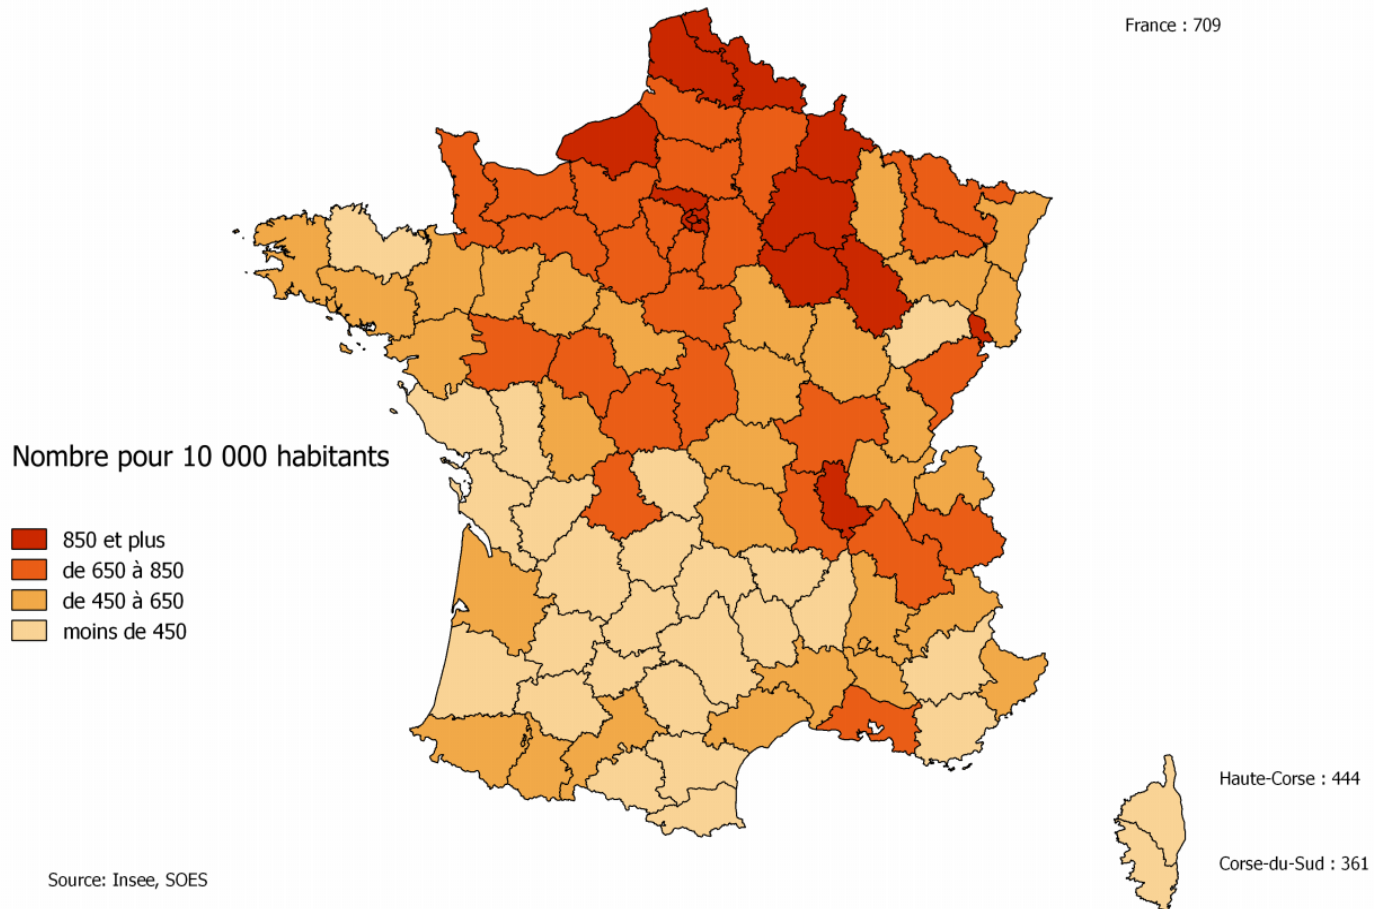 France : 709
Nombre pour 10 000 habitants
850 et plus
de 650 à 850
de 450 à 650
moins de 450
Haute-Corse : 444
Corse-du-Sud : 361
Source: Insee, SOES